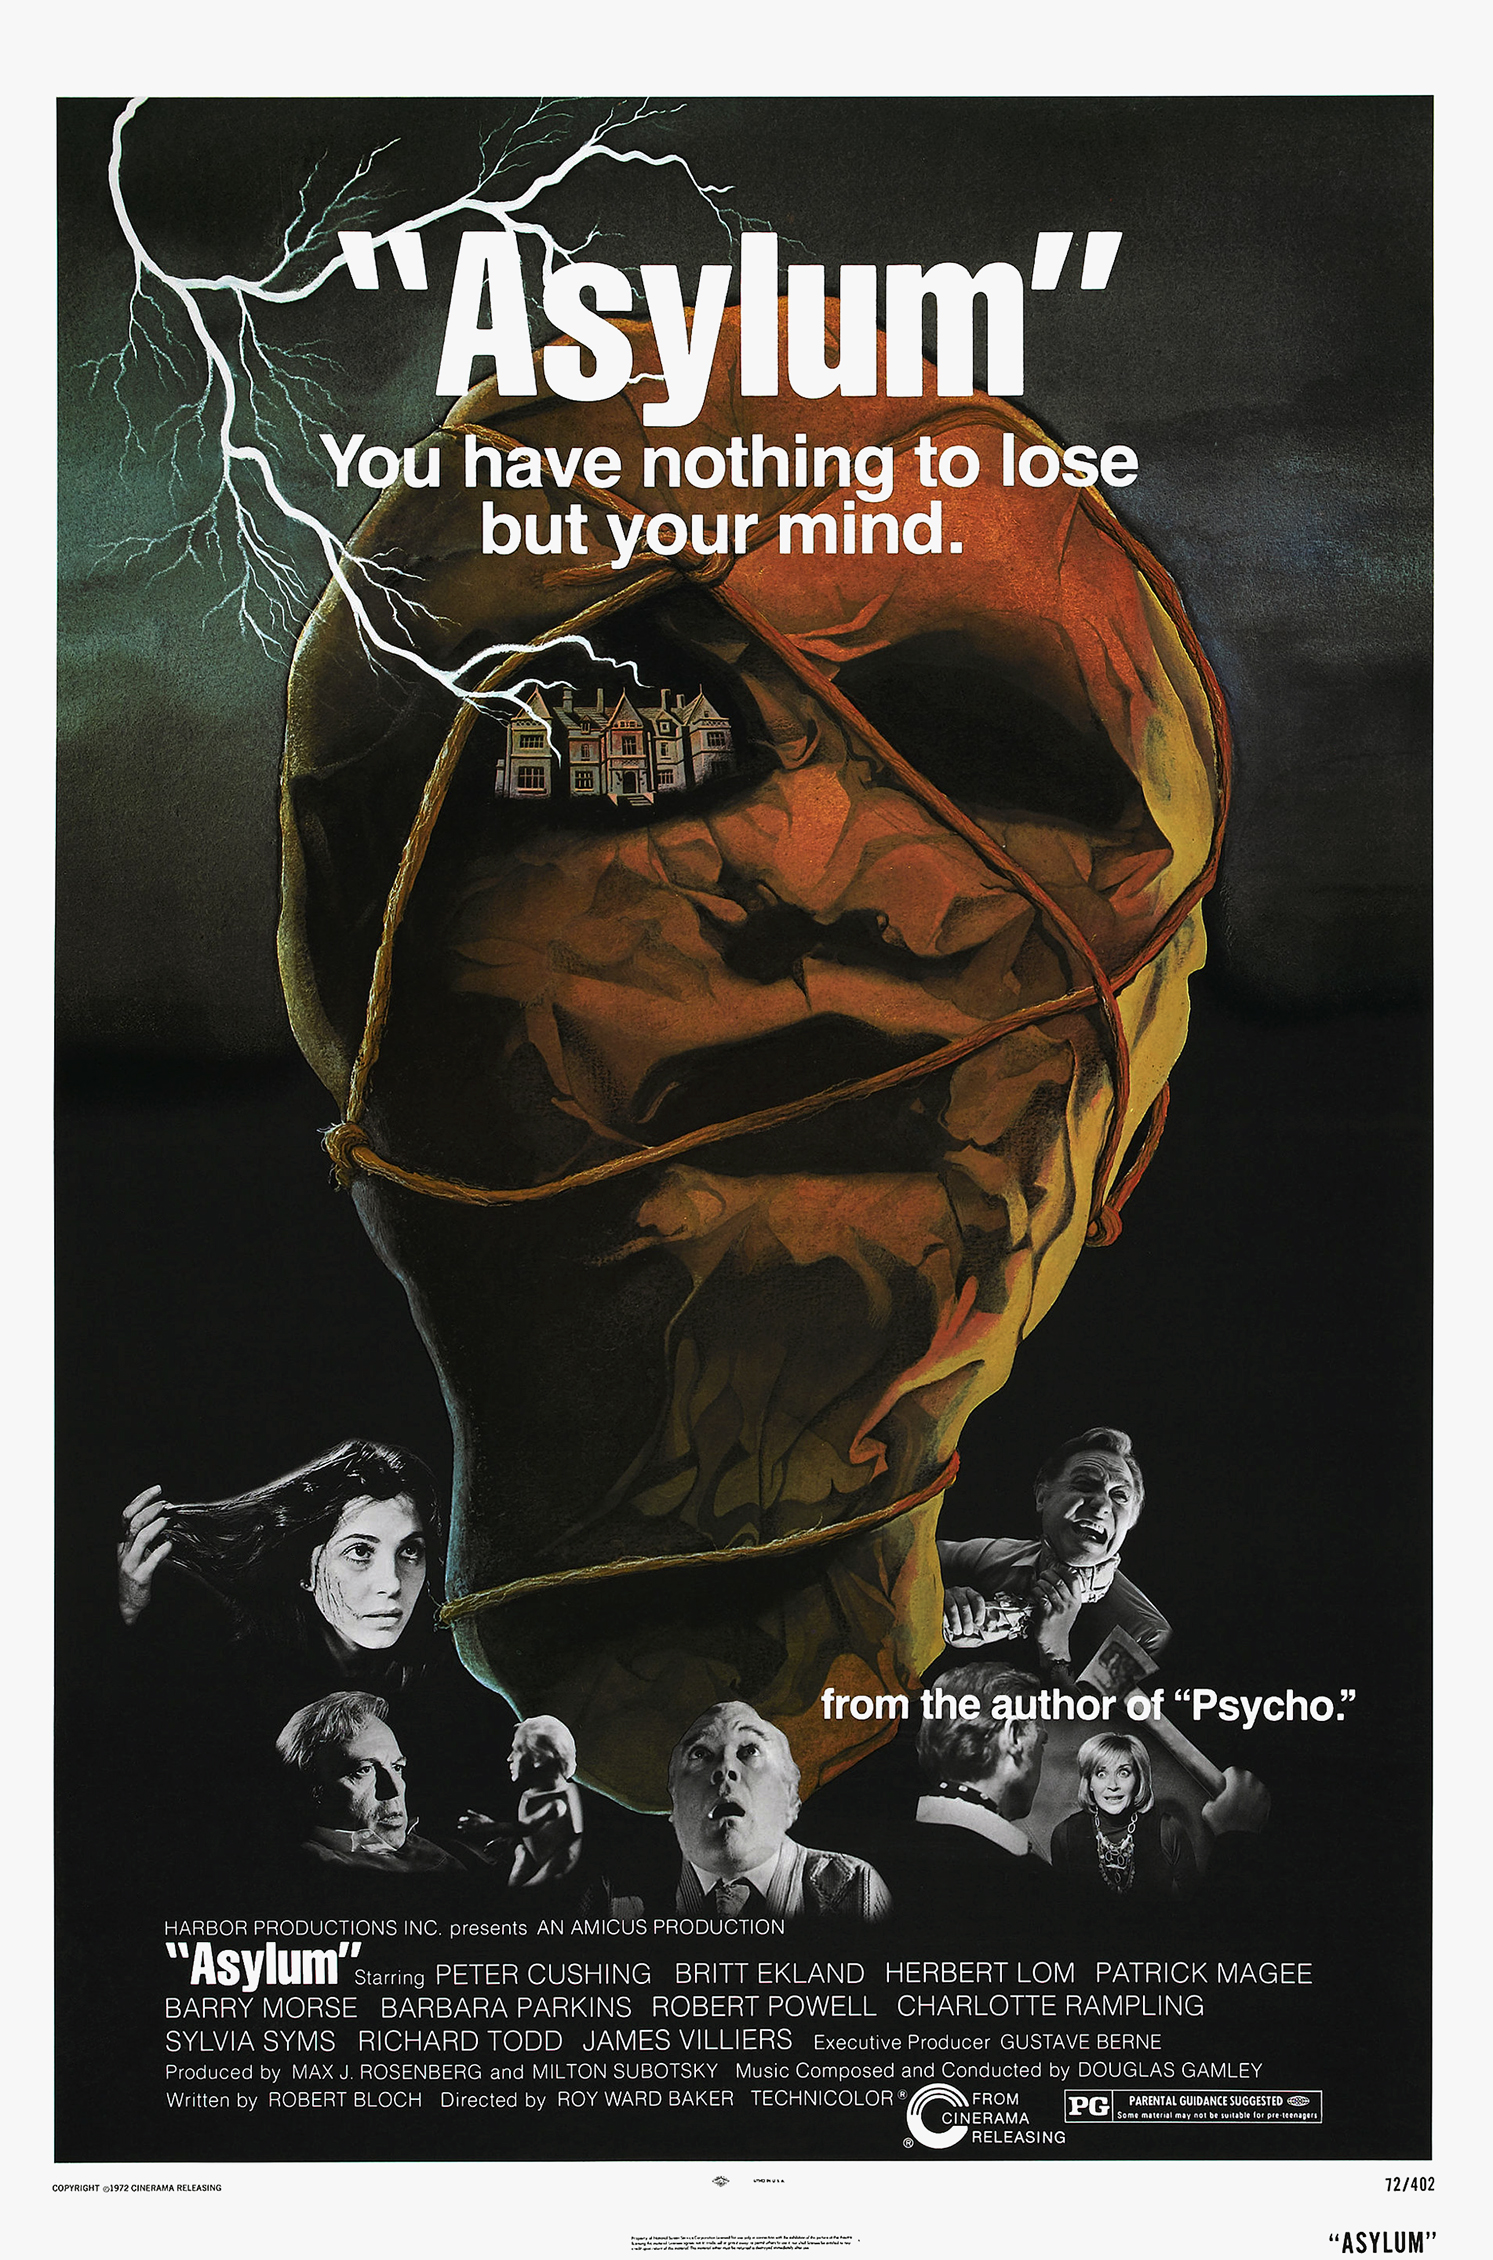 "Asylum"
You have nothing to lose
but your mind.
from the author of "Psycho."
HARBOR PRODUCTIONS INC. presents AN AMICUS PRODUCTION
"Asylum" Starring PETER CUSHING BRITT EKLAND HERBERT LOM PATRICK MAGEE
BARRY MORSE BARBARA PARKINS ROBERT POWELL CHARLOTTE RAMPLING
SYLVIA SYMS RICHARD TODD JAMES VILLIERS Executive Producer GUSTAVE BERNE
Produced by MAX J. ROSENBERG and MILTON SUBOTSKY Music Composed and Conducted by DOUGLAS GAMLEY
Written by ROBERT BLOCH Directed by ROY WARD BAKER TECHNICOLOR®
FROM
CINERAMA
RELEASING
®
PG PARENTAL GUIDANCE SUGGESTED
Some material may not be suitable for pre-teenagers
COPYRIGHT ©1972 CINERAMA RELEASING
LITHO IN U.S.A.
72/402
"ASYLUM"